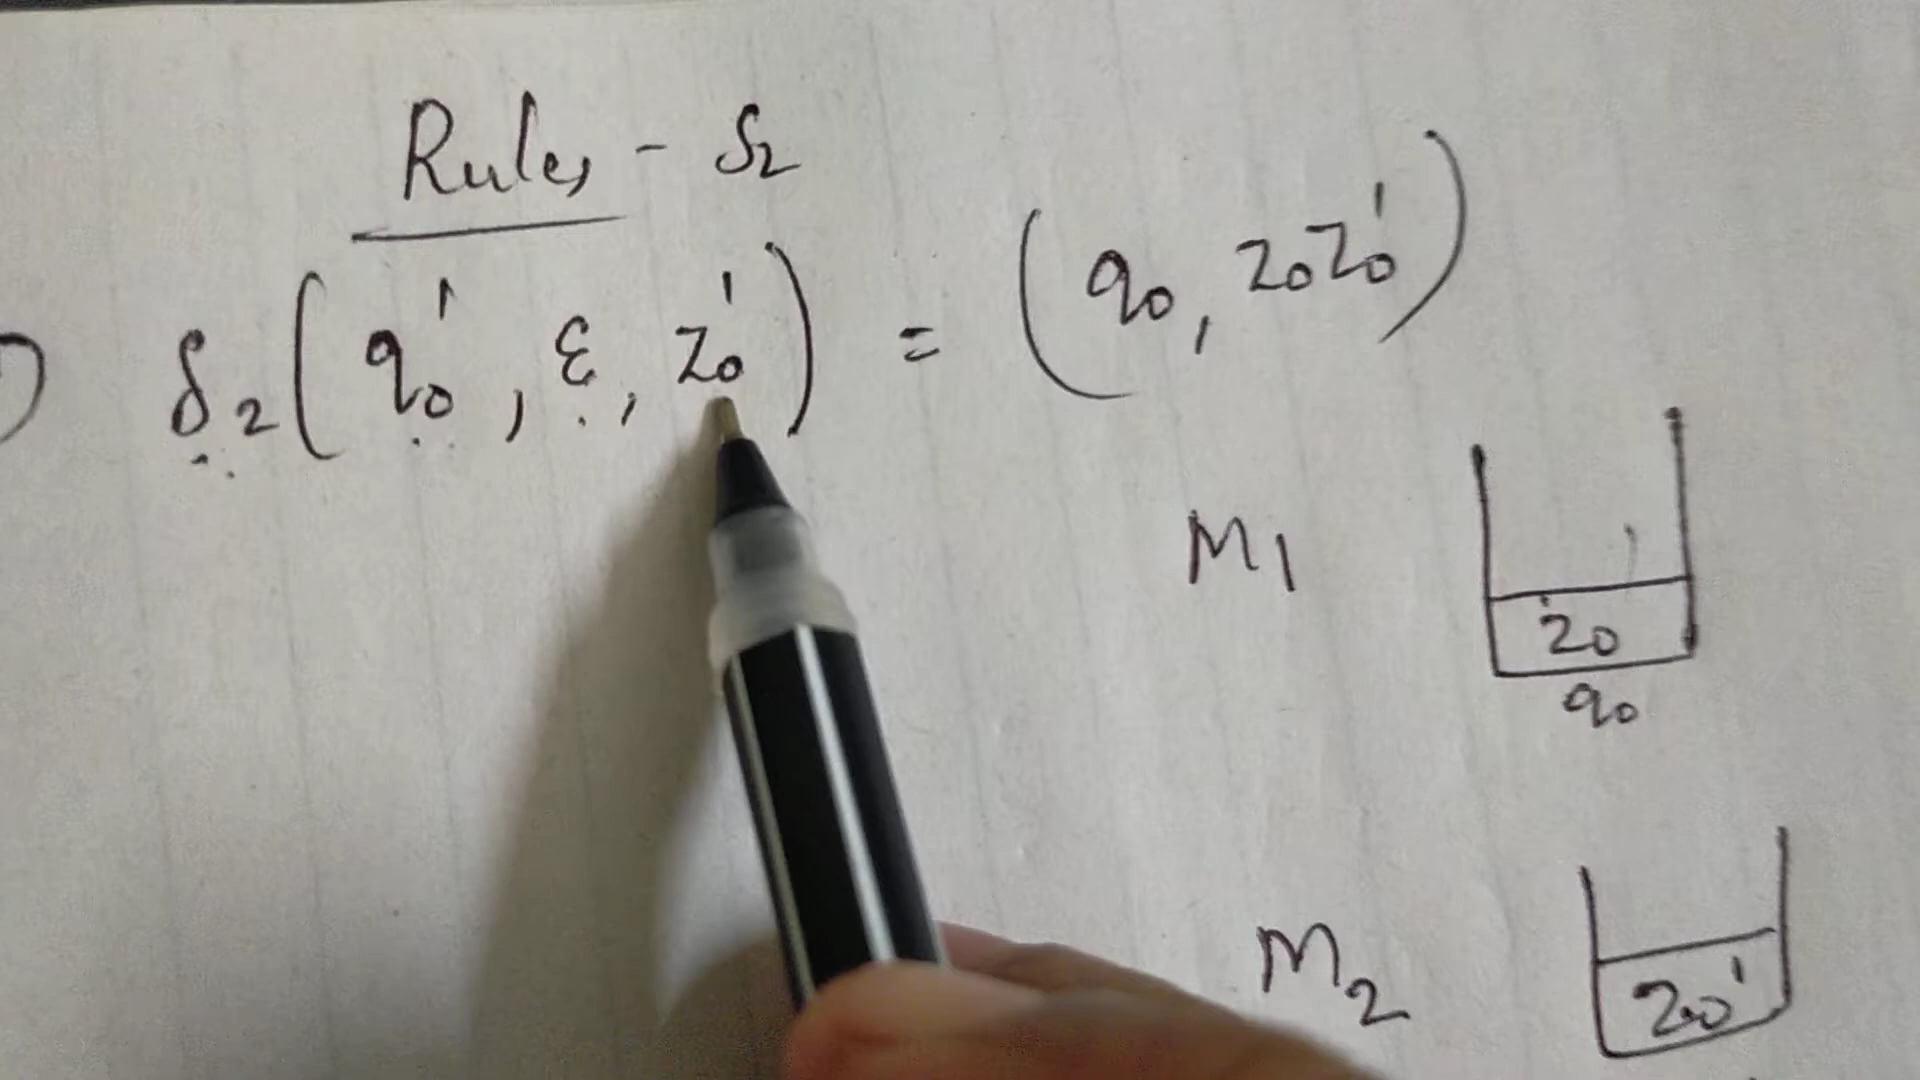 Rules - δ2
) δ2(q0', ε, z0') = (q0, z0z0')
M1
z0
q0
M2
z0'